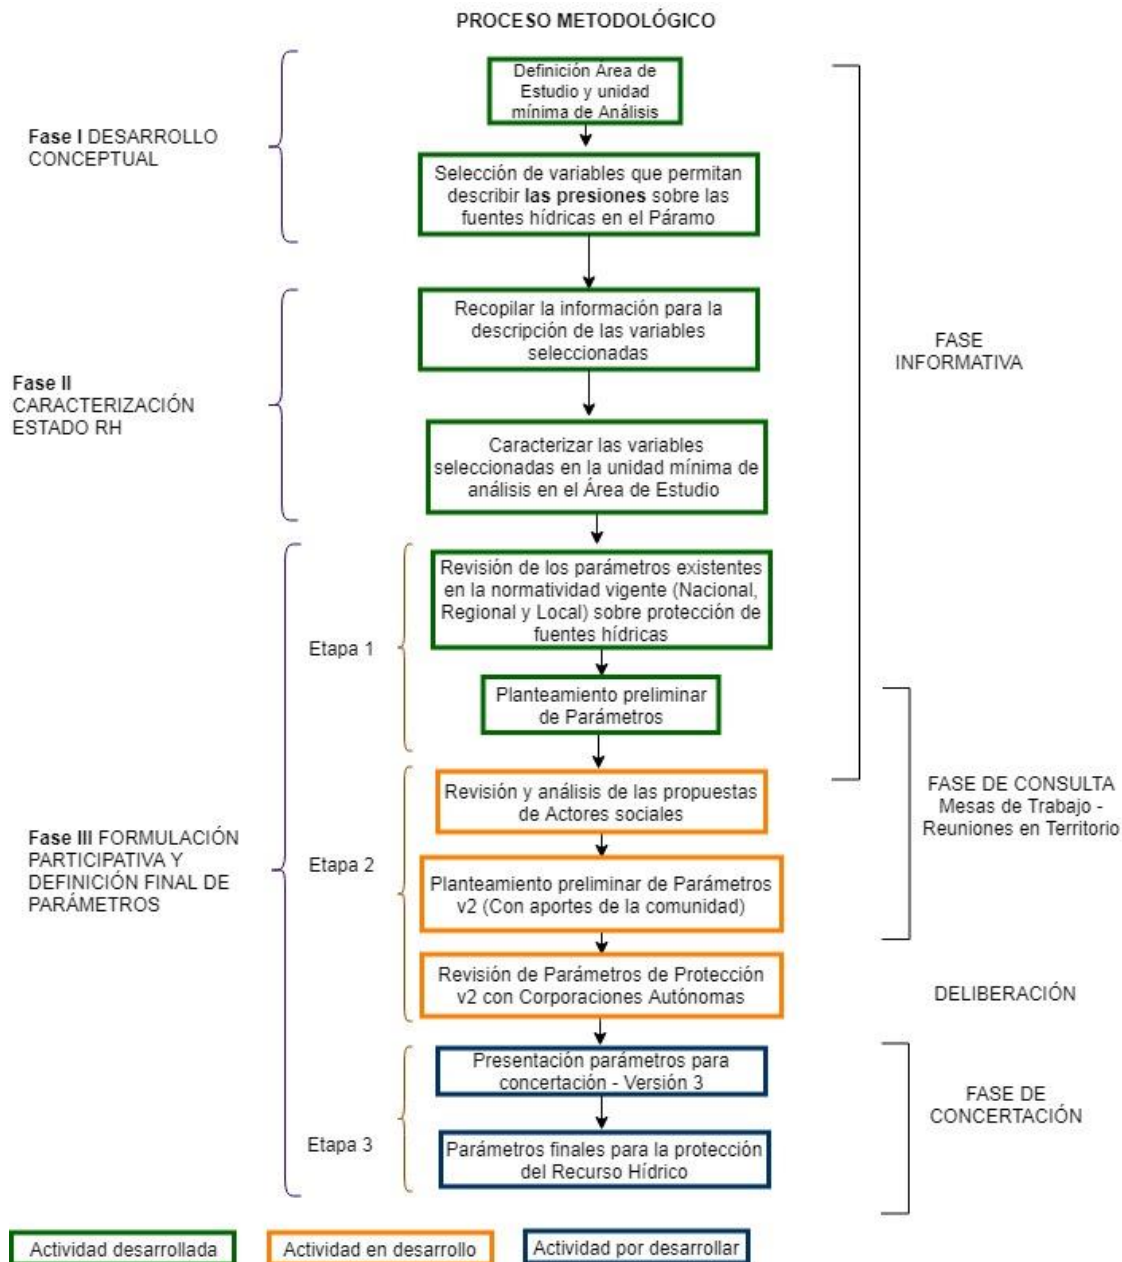 PROCESO METODOLÓGICO
Definición Área de
Estudio y unidad
mínima de Análisis
Fase I DESARROLLO
CONCEPTUAL
Selección de variables que permitan
describir las presiones sobre las
fuentes hídricas en el Páramo
Recopilar la información para la
descripción de las variables
seleccionadas
FASE
INFORMATIVA
Fase II
CARACTERIZACIÓN
ESTADO RH
Caracterizar las variables
seleccionadas en la unidad mínima de
análisis en el Área de Estudio
Revisión de los parámetros existentes
en la normatividad vigente (Nacional,
Regional y Local) sobre protección de
fuentes hídricas
Etapa 1
Planteamiento preliminar
de Parámetros
Revisión y análisis de las propuestas
de Actores sociales
FASE DE CONSULTA
Mesas de Trabajo -
Reuniones en Territorio
Fase III FORMULACIÓN
PARTICIPATIVA Y
DEFINICIÓN FINAL DE
PARÁMETROS
Etapa 2
Planteamiento preliminar de Parámetros
v2 (Con aportes de la comunidad)
Revisión de Parámetros de Protección
v2 con Corporaciones Autónomas
DELIBERACIÓN
Presentación parámetros para
concertación - Versión 3
FASE DE
CONCERTACIÓN
Etapa 3
Parámetros finales para la protección
del Recurso Hídrico
Actividad desarrollada
Actividad en desarrollo
Actividad por desarrollar